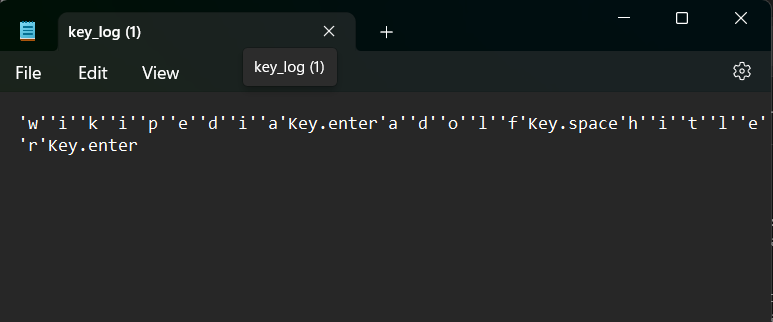 key_log (1)
File Edit View
key_log (1)
'w''i''k''i''p''e''d''i''a'Key.enter'a''d''o''l''f'Key.space'h''i''t''l''e'
'r'Key.enter